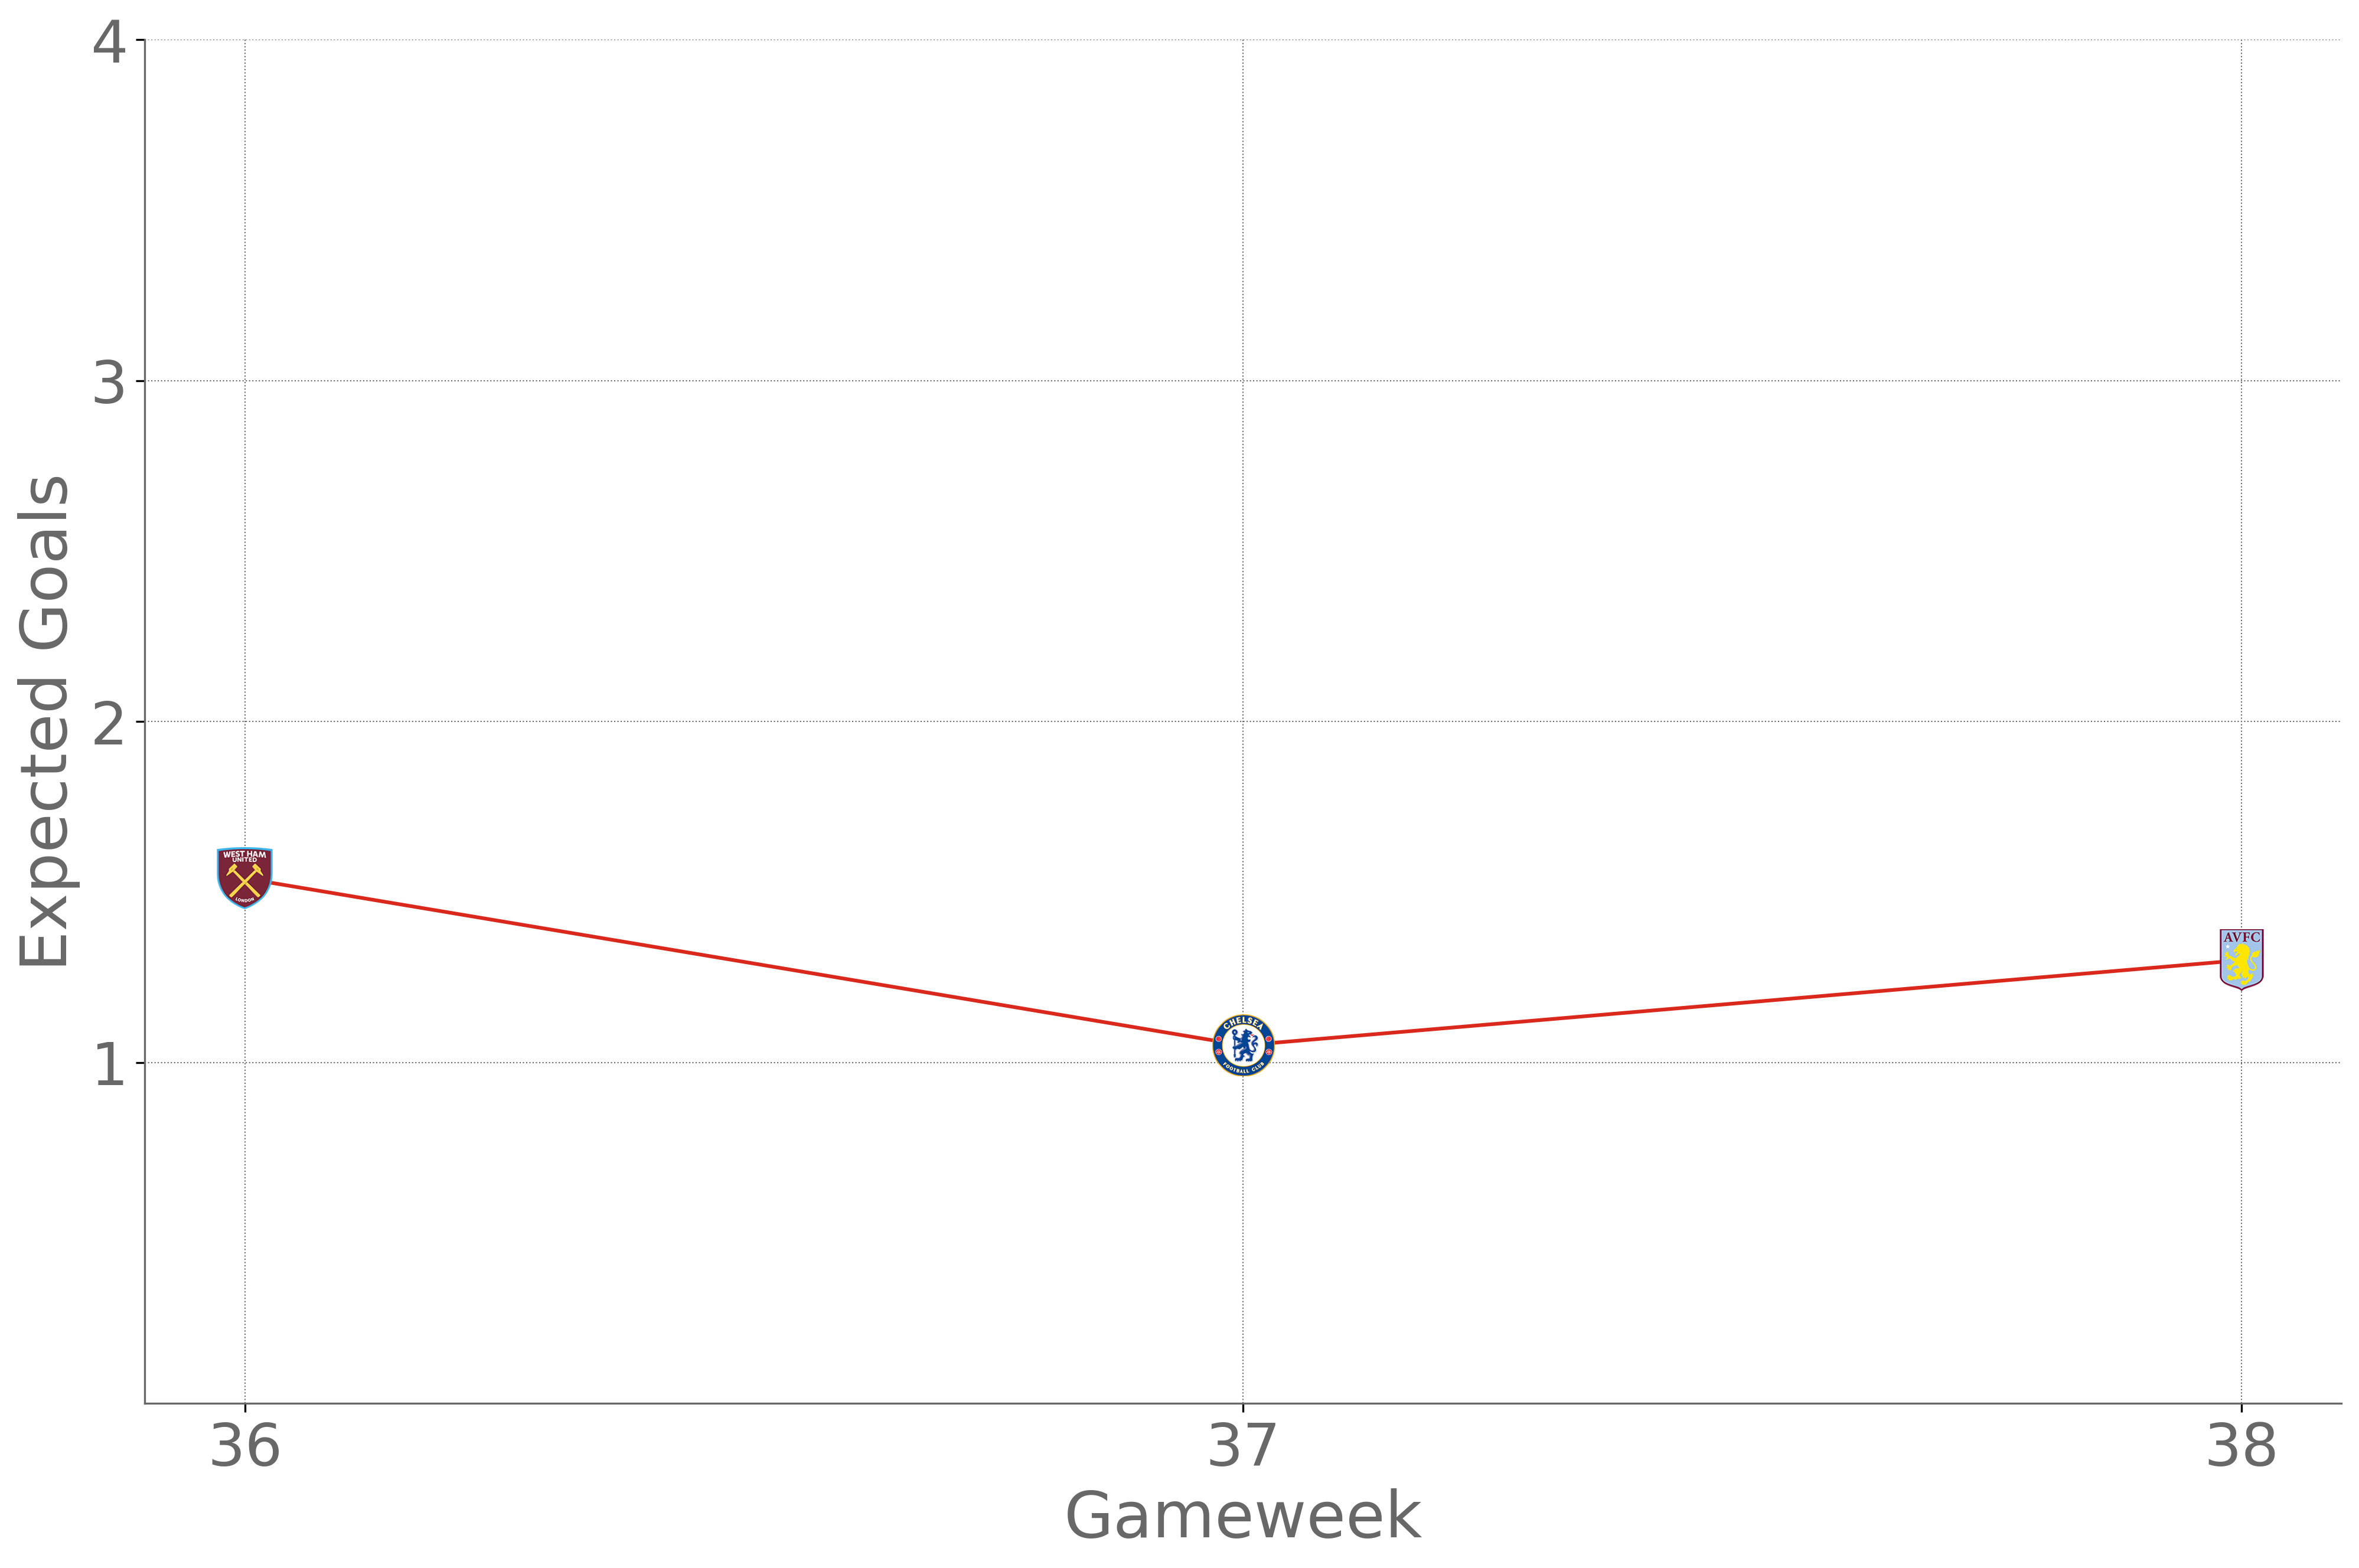 4
3
2
1
Expected Goals
WEST HAM
UNITED
LONDON
CHELSEA
FOOTBALL CLUB
AVFC
36
37
38
Gameweek